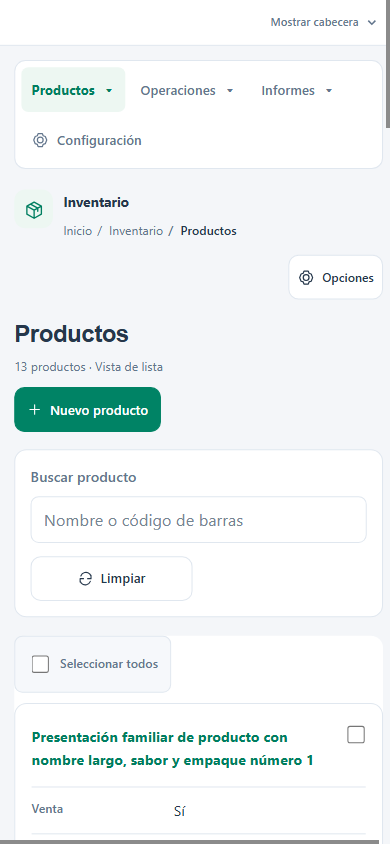 Mostrar cabecera
Productos
Operaciones
Informes
Configuración
Inventario
Inicio / Inventario / Productos
Opciones
Productos
13 productos · Vista de lista
+ Nuevo producto
Buscar producto
Nombre o código de barras
Limpiar
Seleccionar todos
Presentación familiar de producto con
nombre largo, sabor y empaque número 1
Venta
Sí